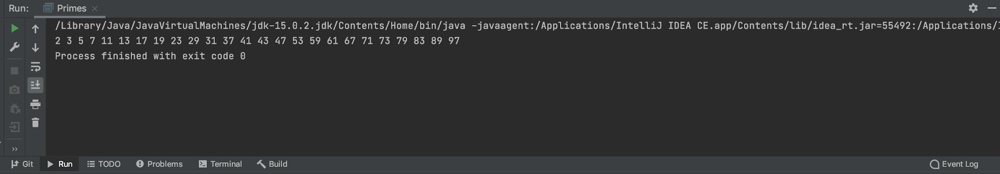 Run: Primes
/Library/Java/JavaVirtualMachines/jdk-15.0.2.jdk/Contents/Home/bin/java -javaagent:/Applications/IntelliJ IDEA CE.app/Contents/lib/idea_rt.jar=55492:/Applications/
2 3 5 7 11 13 17 19 23 29 31 37 41 43 47 53 59 61 67 71 73 79 83 89 97
Process finished with exit code 0
Git Run TODO Problems Terminal Build Event Log